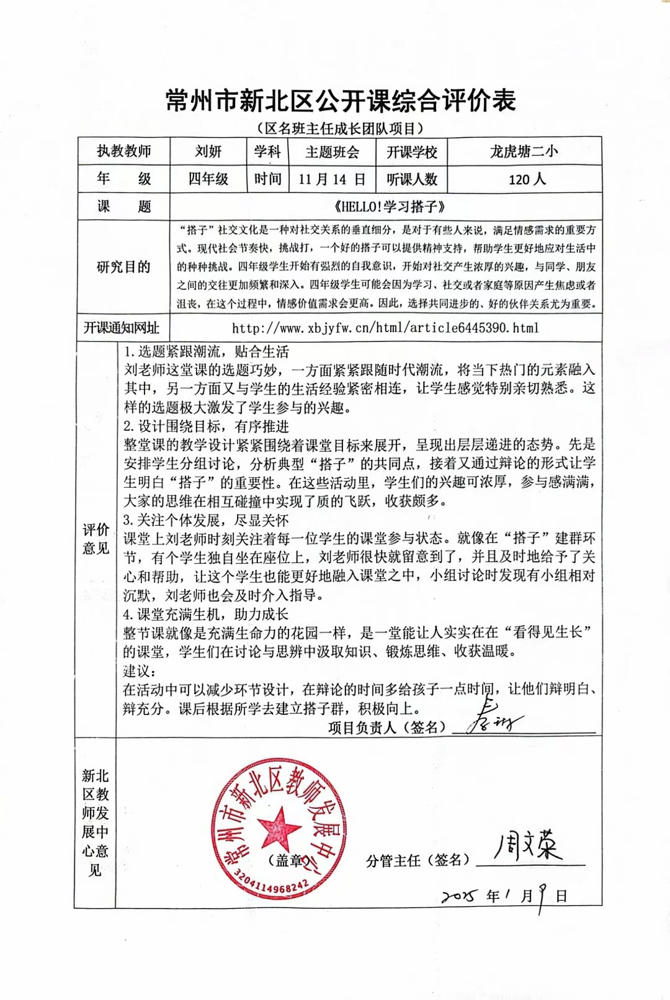 常州市新北区公开课综合评价表
（区名班主任成长团队项目）
执教教师 刘妍 学科 主题班会 开课学校 龙虎塘二小
年 级 四年级 时间 11月14 日 听课人数 120人
课 题 《HELLO!学习搭子》
研究目的
“搭子”社交文化是一种对社交关系的垂直细分，是对于有些人来说，满足情感需求的重要方
式。现代社会节奏快，挑战打，一个好的搭子可以提供精神支持，帮助学生更好地应对生活中
的种种挑战。四年级学生开始有强烈的自我意识，开始对社交产生浓厚的兴趣，与同学、朋友
之间的交往更加频繁和深入。四年级学生可能会因为学习、社交或者家庭等原因产生焦虑或者
沮丧，在这个过程中，情感价值需求会更高。因此，选择共同进步的、好的伙伴关系尤为重要。
开课通知网址 http://www.xbjyfw.cn/html/article6445390.html
评价
意见
1.选题紧跟潮流，贴合生活
刘老师这堂课的选题巧妙，一方面紧紧跟随时代潮流，将当下热门的元素融入
其中，另一方面又与学生的生活经验紧密相连，让学生感觉特别亲切熟悉。这
样的选题极大激发了学生参与的兴趣。
2.设计围绕目标，有序推进
整堂课的教学设计紧紧围绕着课堂目标来展开，呈现出层层递进的态势。先是
安排学生分组讨论，分析典型“搭子”的共同点，接着又通过辩论的形式让学
生明白“搭子”的重要性。在这些活动里，学生们的兴趣可浓厚，参与感满满，
大家的思维在相互碰撞中实现了质的飞跃，收获颇多。
3.关注个体发展，尽显关怀
课堂上刘老师时刻关注着每一位学生的课堂参与状态。就像在“搭子”建群环
节，有个学生独自坐在座位上，刘老师很快就留意到了，并且及时地给予了关
心和帮助，让这个学生也能更好地融入课堂之中，小组讨论时发现有小组相对
沉默，刘老师也会及时介入指导。
4.课堂充满生机，助力成长
整节课就像是充满生命力的花园一样，是一堂能让人实实在在“看得见生长”
的课堂，学生们在讨论与思辨中汲取知识、锻炼思维、收获温暖。
建议：
在活动中可以减少环节设计，在辩论的时间多给孩子一点时间，让他们辩明白、
辩充分。课后根据所学去建立搭子群，积极向上。
项目负责人（签名）
新北
区教
师发
展中
心意
见
常州市新北区教师发展中心
（盖章）
3204114968242
分管主任（签名） 周文荣
2025 年 1 月 9 日